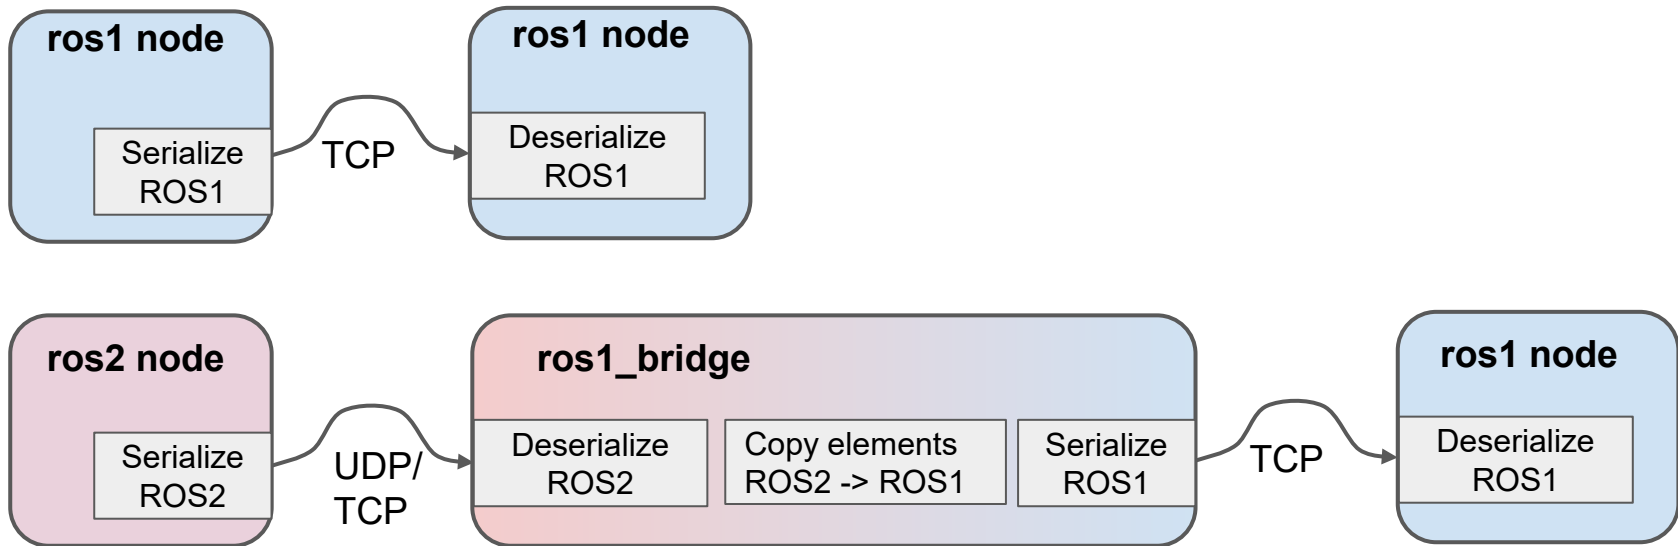 ros1 node
Serialize
ROS1
TCP
ros1 node
Deserialize
ROS1
ros2 node
Serialize
ROS2
UDP/
TCP
ros1_bridge
Deserialize
ROS2
Copy elements
ROS2 -> ROS1
Serialize
ROS1
TCP
ros1 node
Deserialize
ROS1